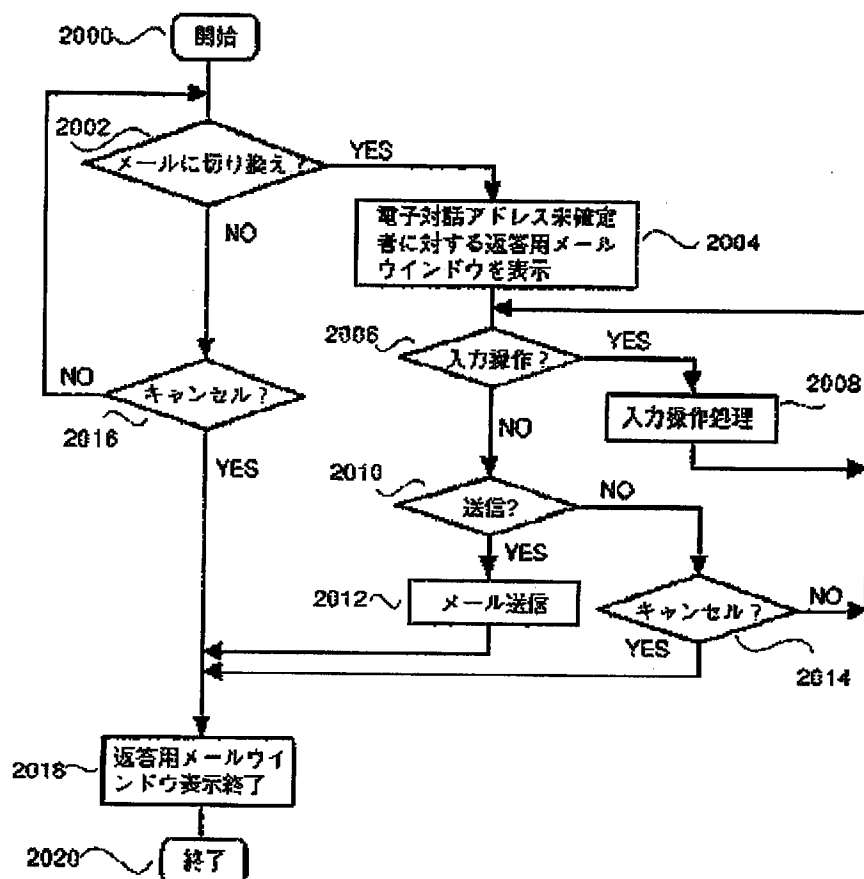 2000
開始
2002
メールに切り換え?
YES
NO
電子対話アドレス未確定
者に対する返答用メール
ウインドウを表示
2004
2006
入力操作?
YES
2008
NO
キャンセル?
2016
NO
入力操作処理
YES
2010
送信?
NO
YES
2012
メール送信
キャンセル?
NO
YES
2014
2018
返答用メールウイ
ンドウ表示終了
2020
終了